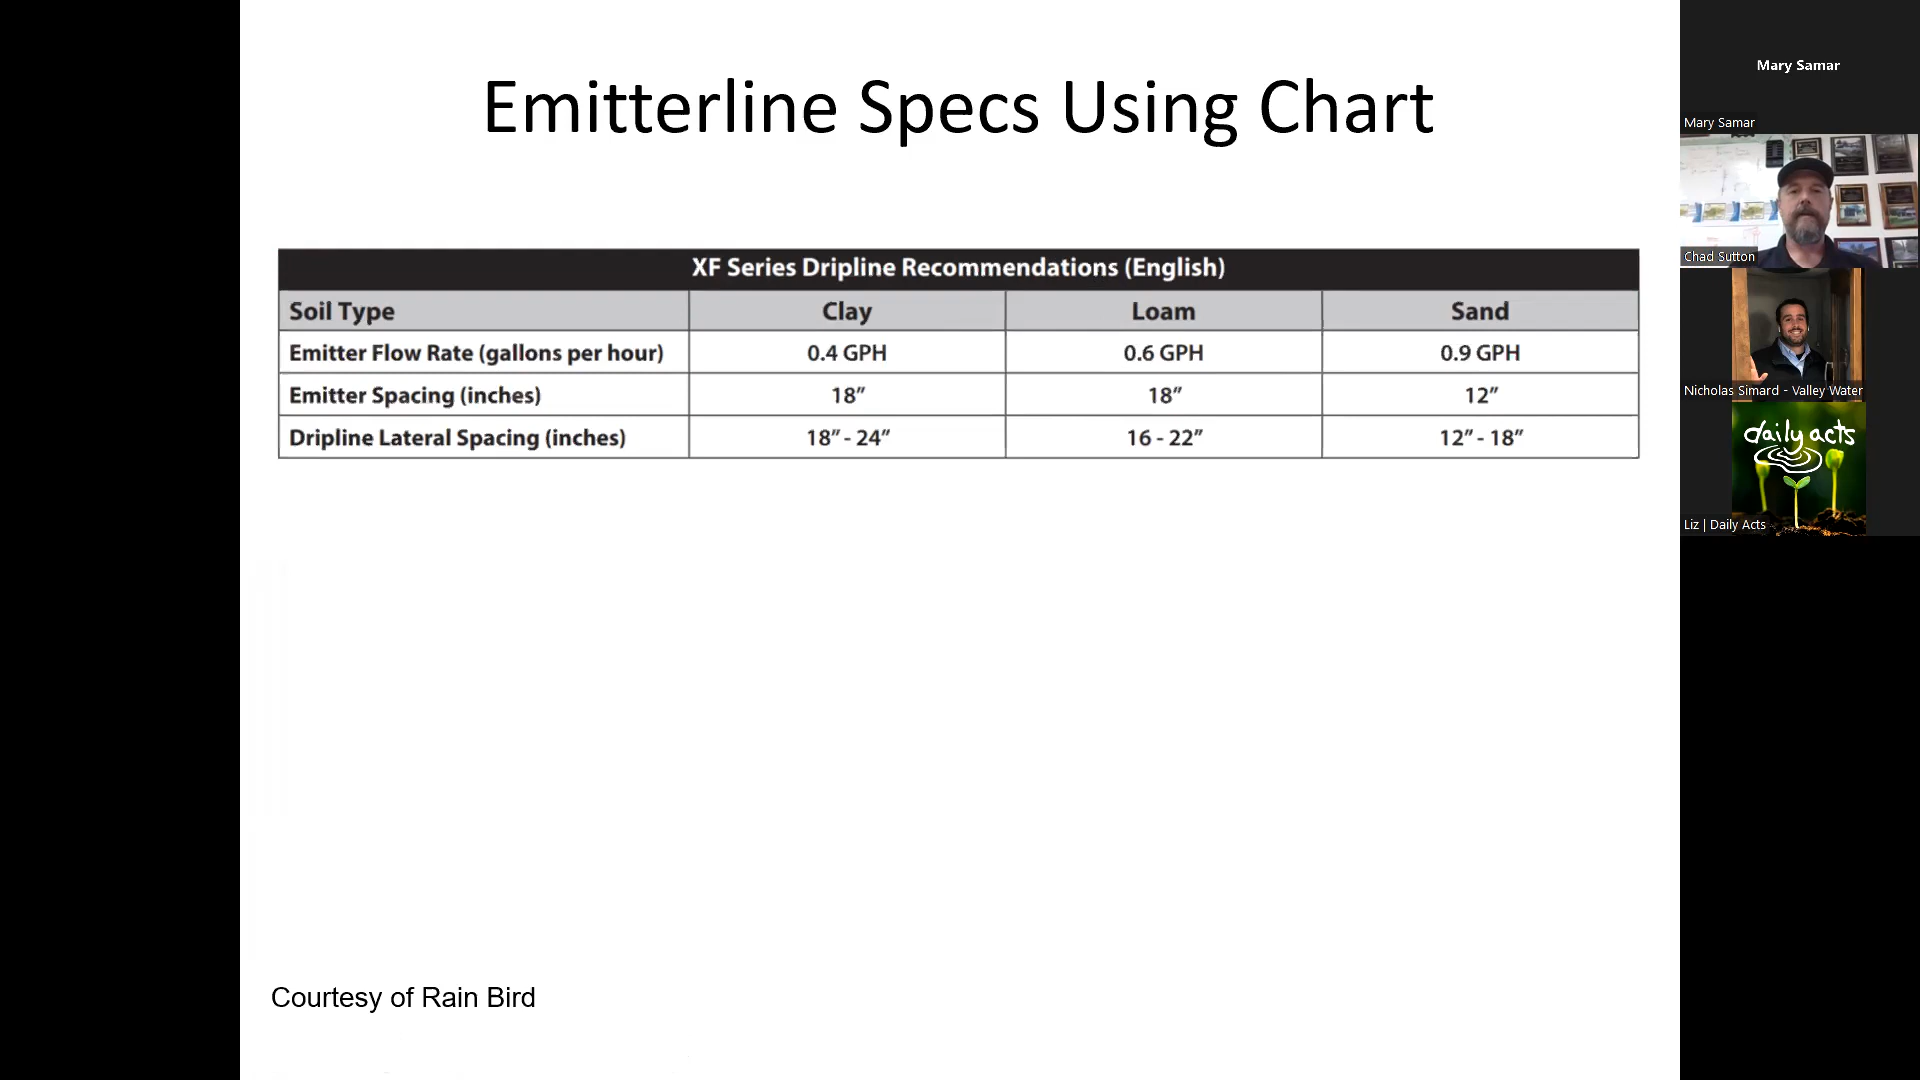 Emitterline Specs Using Chart
XF Series Dripline Recommendations (English)
Soil Type Clay Loam Sand
Emitter Flow Rate (gallons per hour) 0.4 GPH 0.6 GPH 0.9 GPH
Emitter Spacing (inches) 18” 18” 12”
Dripline Lateral Spacing (inches) 18” - 24” 16 - 22” 12” - 18”
Courtesy of Rain Bird
Mary Samar
Mary Samar
Chad Sutton
Nicholas Simard - Valley Water
daily acts
Liz | Daily Acts